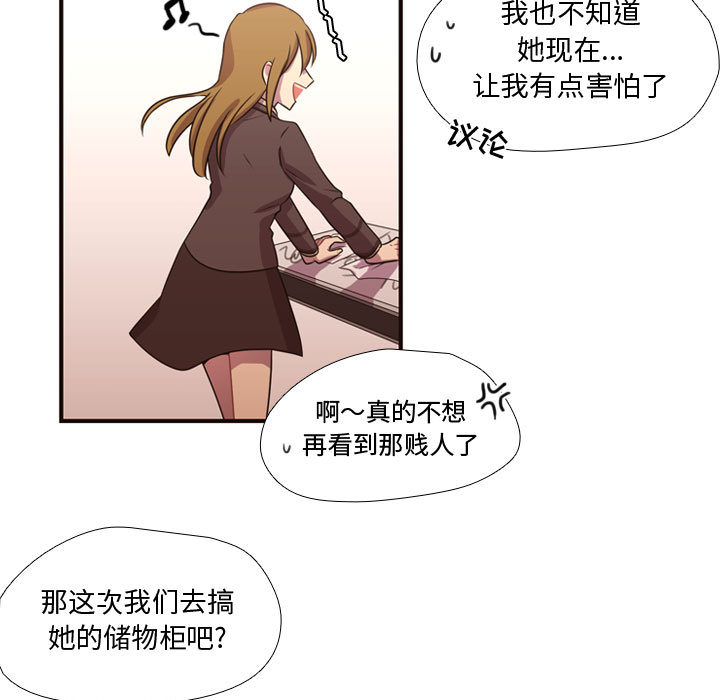 我也不知道
她现在...
让我有点害怕了
议论
啊～真的不想
再看到那贱人了
那这次我们去搞
她的储物柜吧?